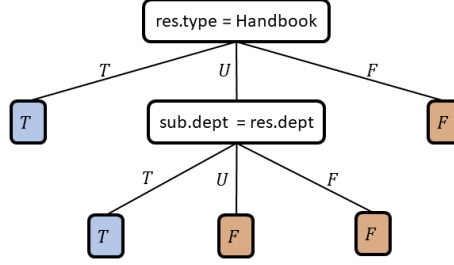 res.type = Handbook
T
U
F
T
sub.dept = res.dept
F
T
U
F
T
F
F